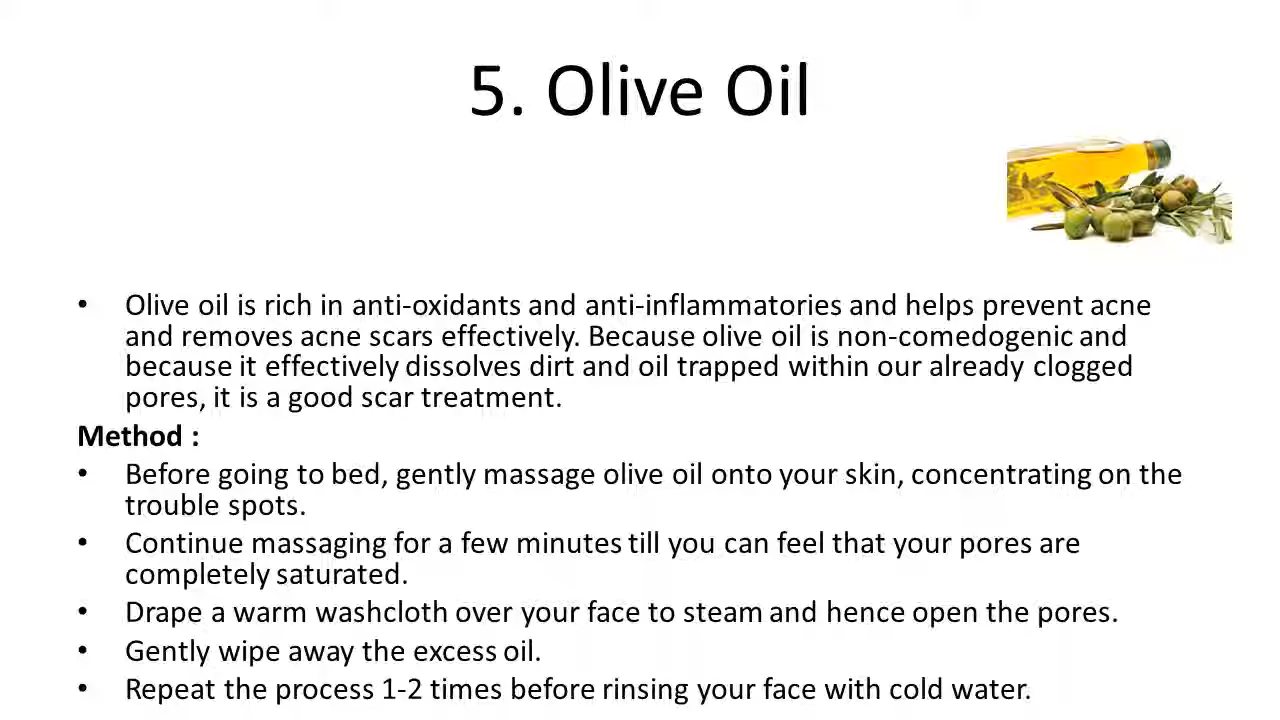 5. Olive Oil
• Olive oil is rich in anti-oxidants and anti-inflammatories and helps prevent acne
and removes acne scars effectively. Because olive oil is non-comedogenic and
because it effectively dissolves dirt and oil trapped within our already clogged
pores, it is a good scar treatment.
Method :
• Before going to bed, gently massage olive oil onto your skin, concentrating on the
trouble spots.
• Continue massaging for a few minutes till you can feel that your pores are
completely saturated.
• Drape a warm washcloth over your face to steam and hence open the pores.
• Gently wipe away the excess oil.
• Repeat the process 1-2 times before rinsing your face with cold water.